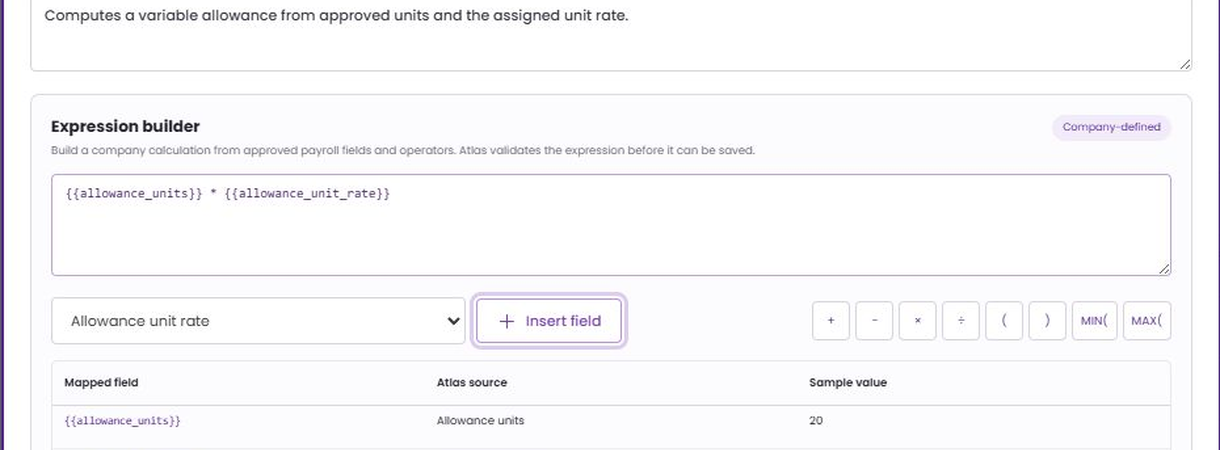 Computes a variable allowance from approved units and the assigned unit rate.
Expression builder
Company-defined
Build a company calculation from approved payroll fields and operators. Atlas validates the expression before it can be saved.
{{allowance_units}} * {{allowance_unit_rate}}
Allowance unit rate
+ Insert field
+ - × ÷ ( ) MIN( MAX(
Mapped field Atlas source Sample value
{{allowance_units}} Allowance units 20